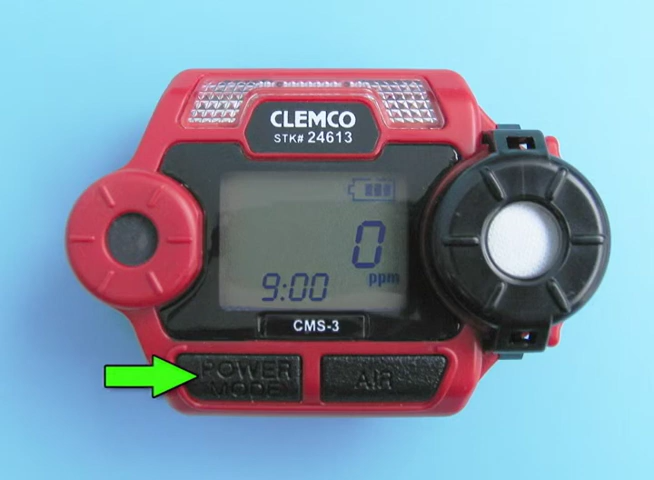 CLEMCO
STK# 24613
0
ppm
9:00
CMS-3
POWER
MODE
AIR